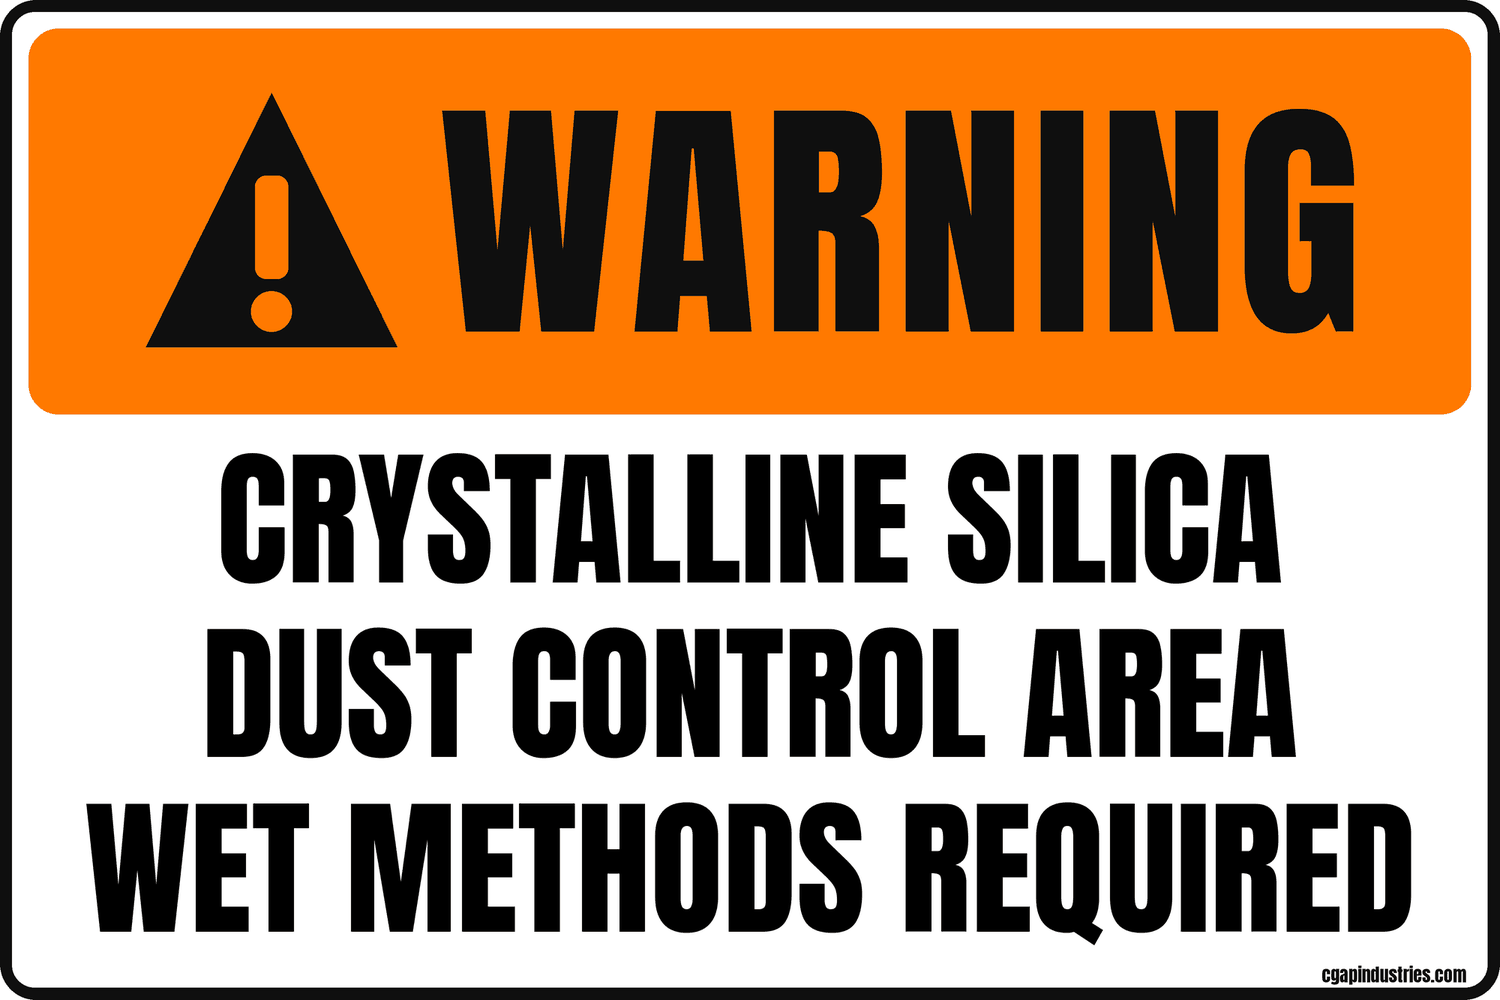 WARNING
CRYSTALLINE SILICA
DUST CONTROL AREA
WET METHODS REQUIRED
cgapindustries.com